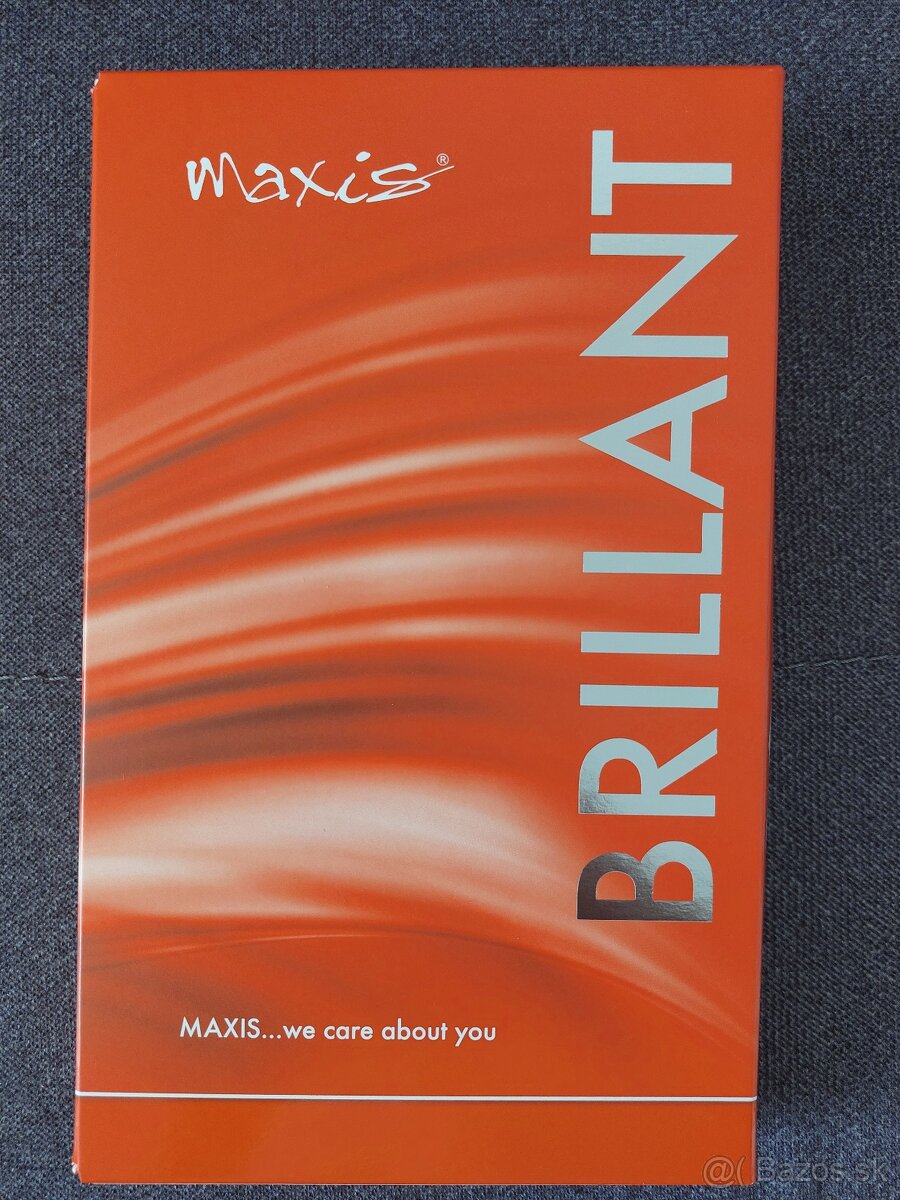 maxis®
BRILLANT
MAXIS...we care about you
@( Bazos.sk